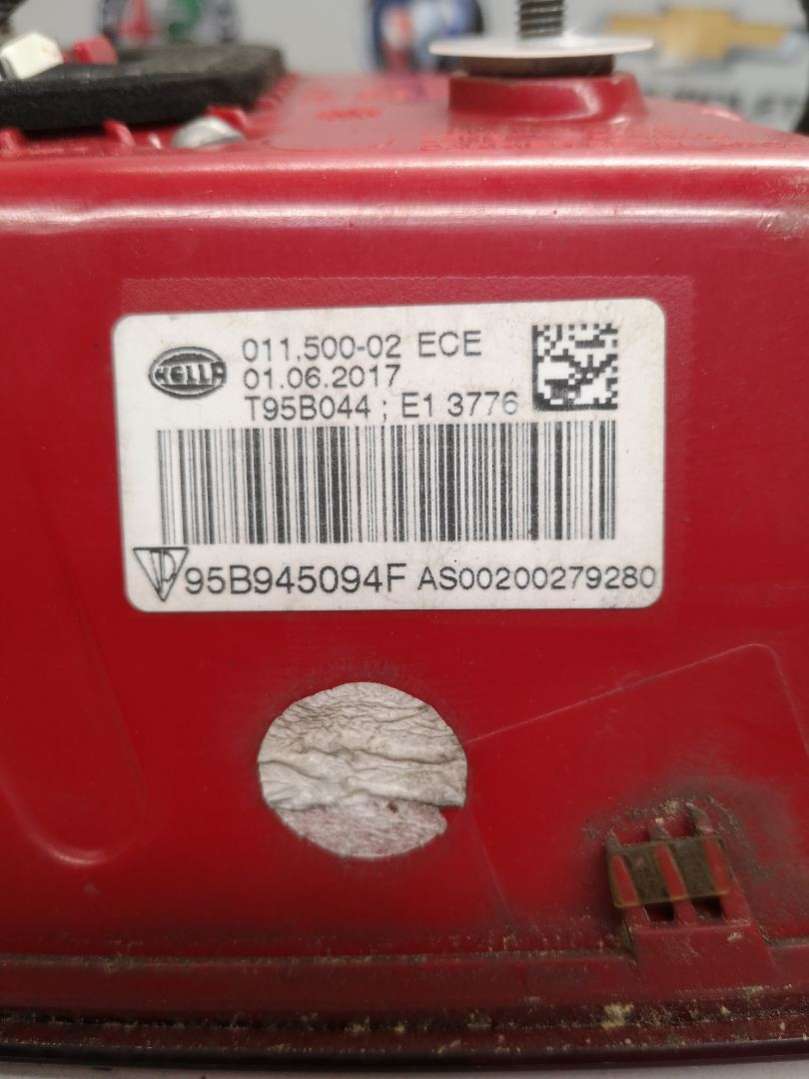 HELLA
011.500-02 ECE
01.06.2017
T95B044 ; E1 3776
95B945094F AS00200279280